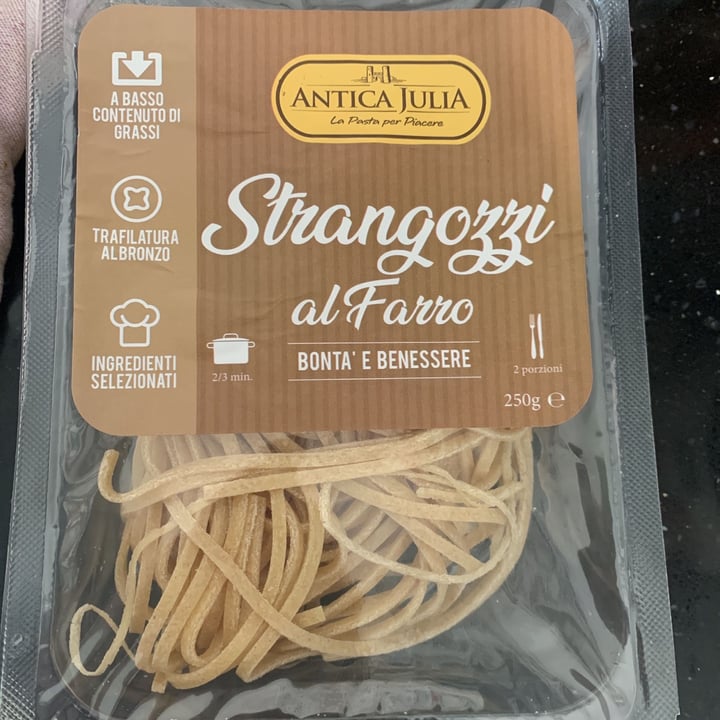 ANTICA JULIA
La Pasta per Piacere
A BASSO
CONTENUTO DI
GRASSI
TRAFILATURA
AL BRONZO
INGREDIENTI
SELEZIONATI
Strangozzi
al Farro
BONTA' E BENESSERE
2/3 min.
2 porzioni
250g ℮